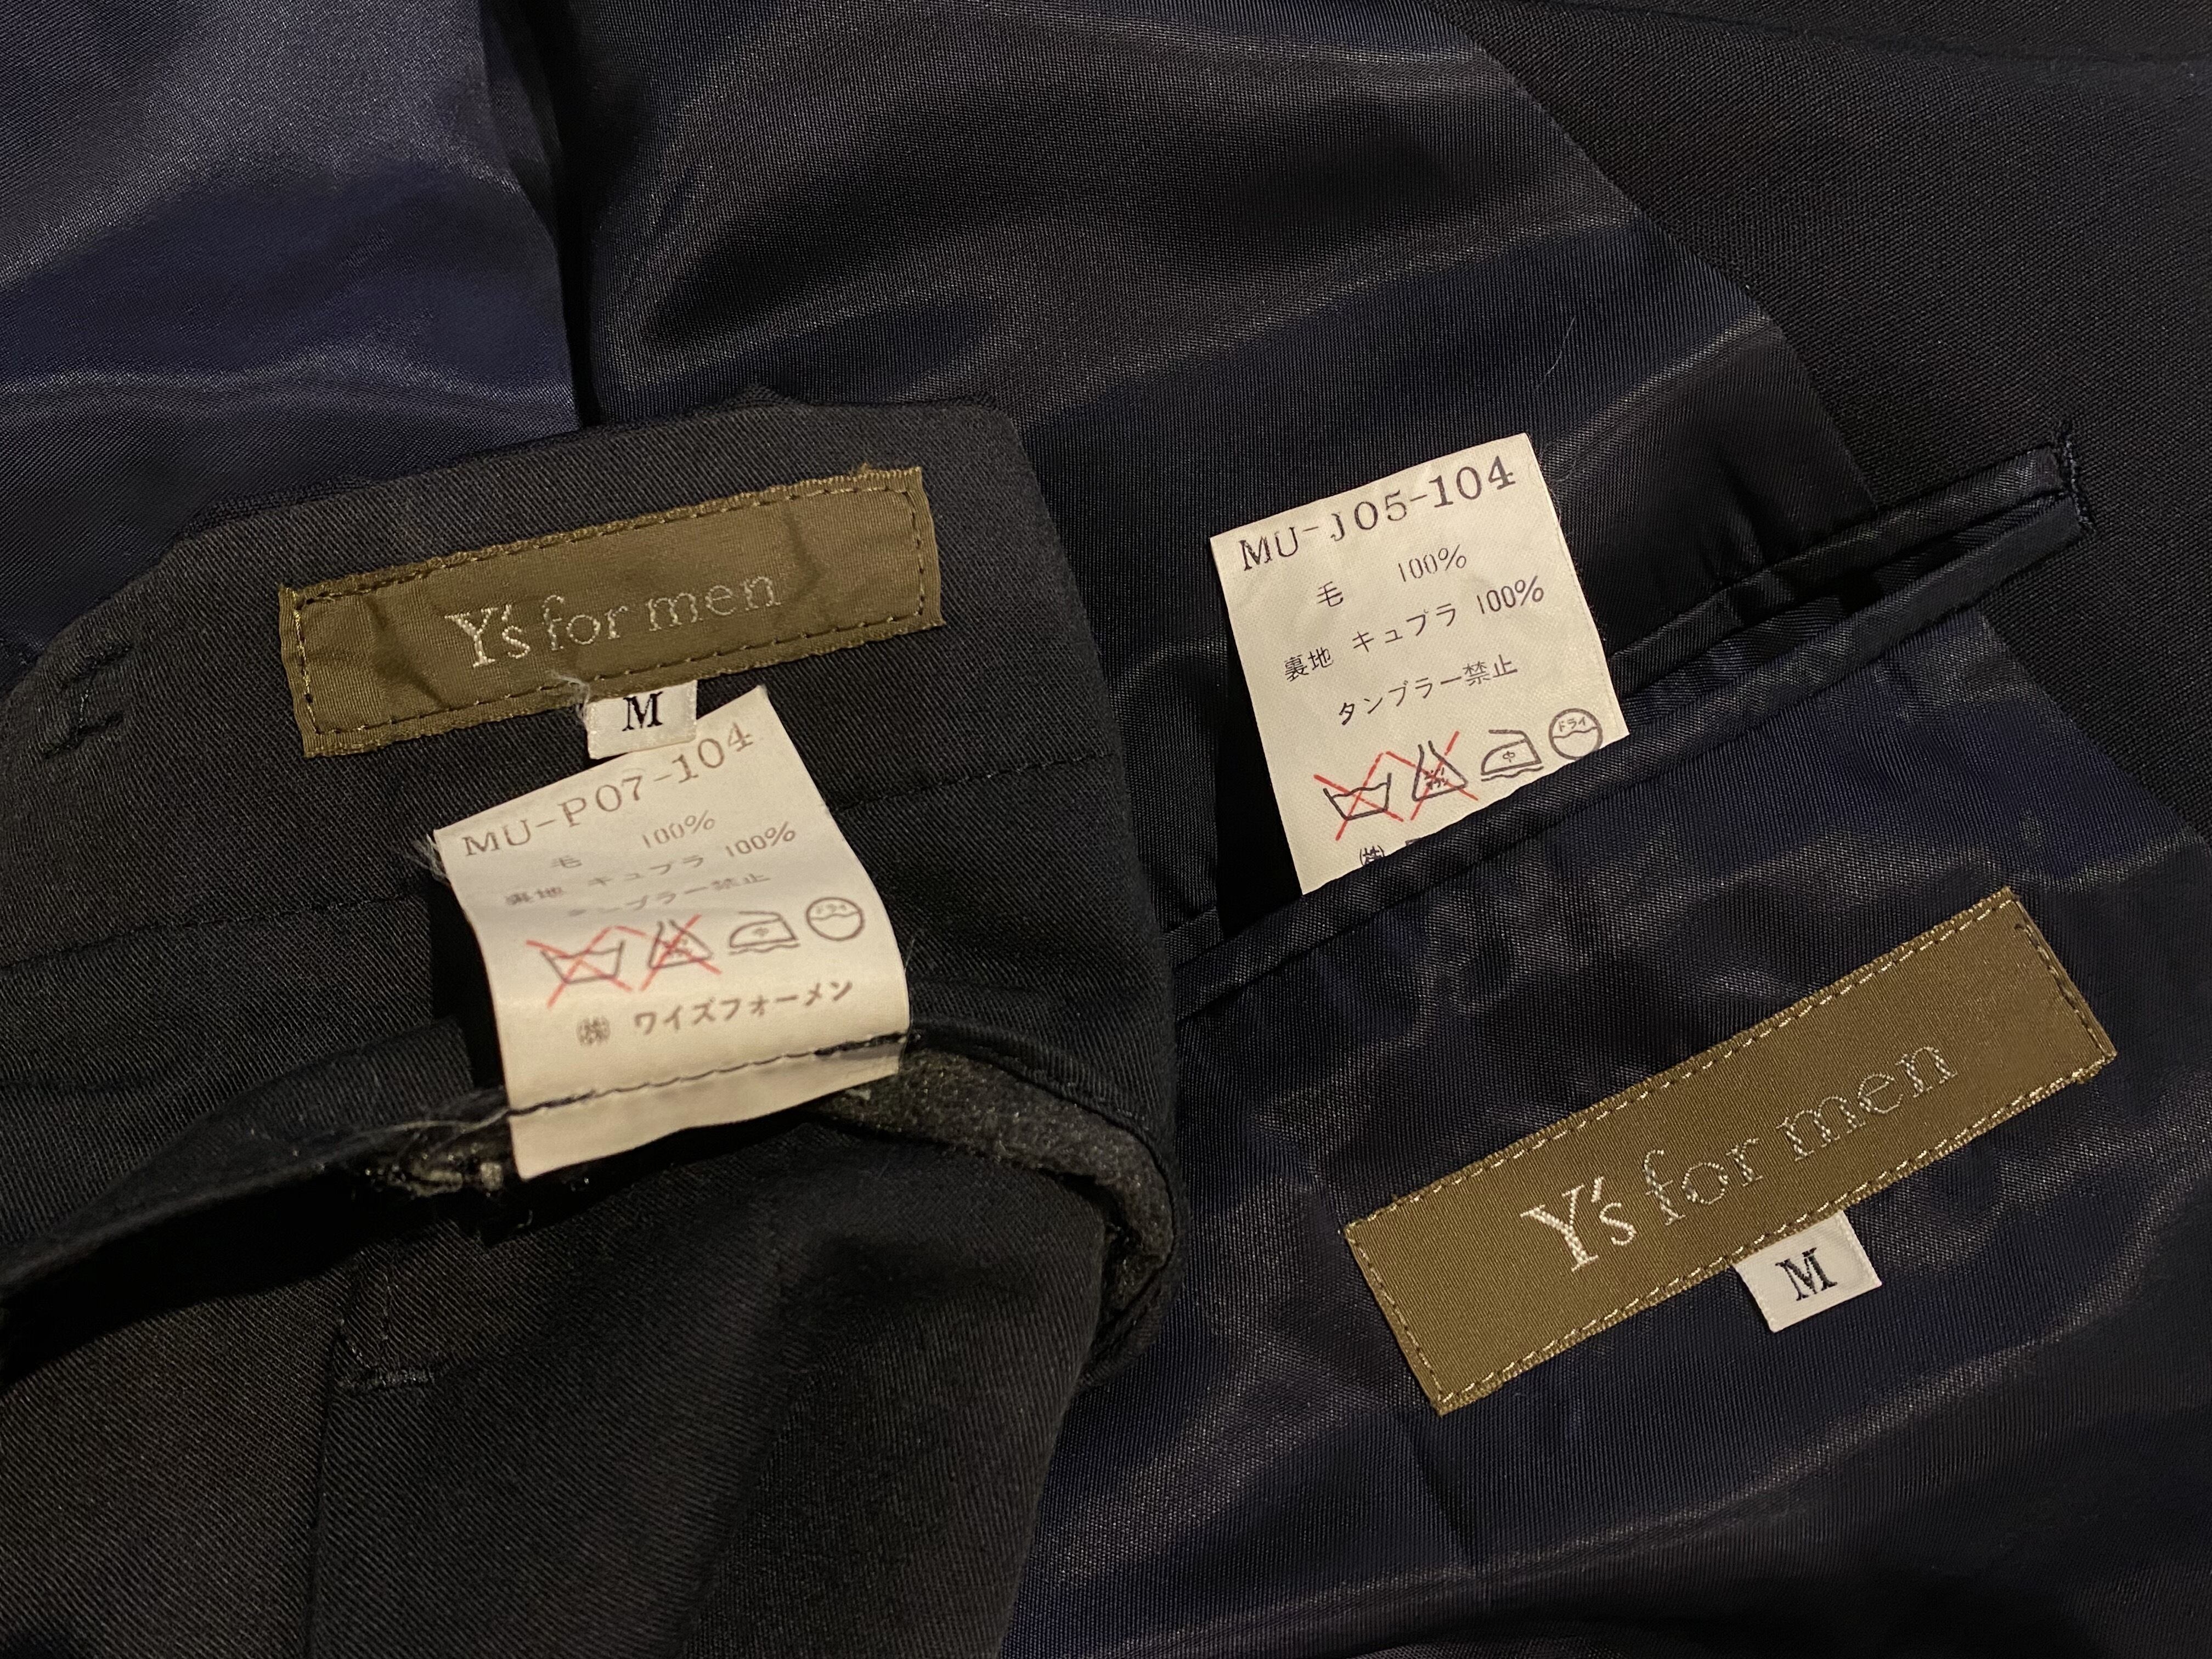 Y's for men
M
MU-P07-104
毛 100%
裏地 キュプラ 100%
タンブラー禁止
中
ドライ
㈱ ワイズフォーメン
MU-J05-104
毛 100%
裏地 キュプラ 100%
タンブラー禁止
中
ドライ
㈱
Y's for men
M